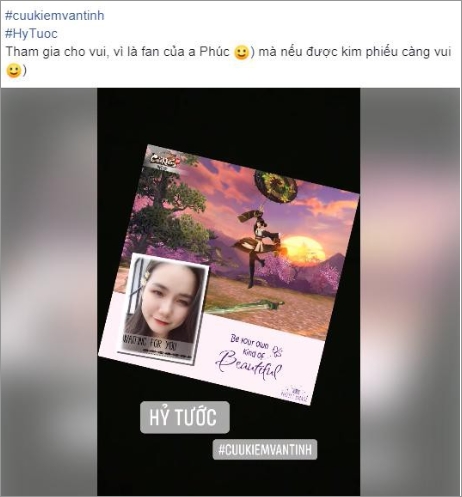 #cuukiemvantinh
#HyTuoc
Tham gia cho vui, vì là fan của a Phúc 🙂) mà nếu được kim phiếu càng vui
🙂)
WAITING FOR YOU
Be your own
kind of
Beautiful
HỶ TƯỚC
#CUUKIEMVANTINH